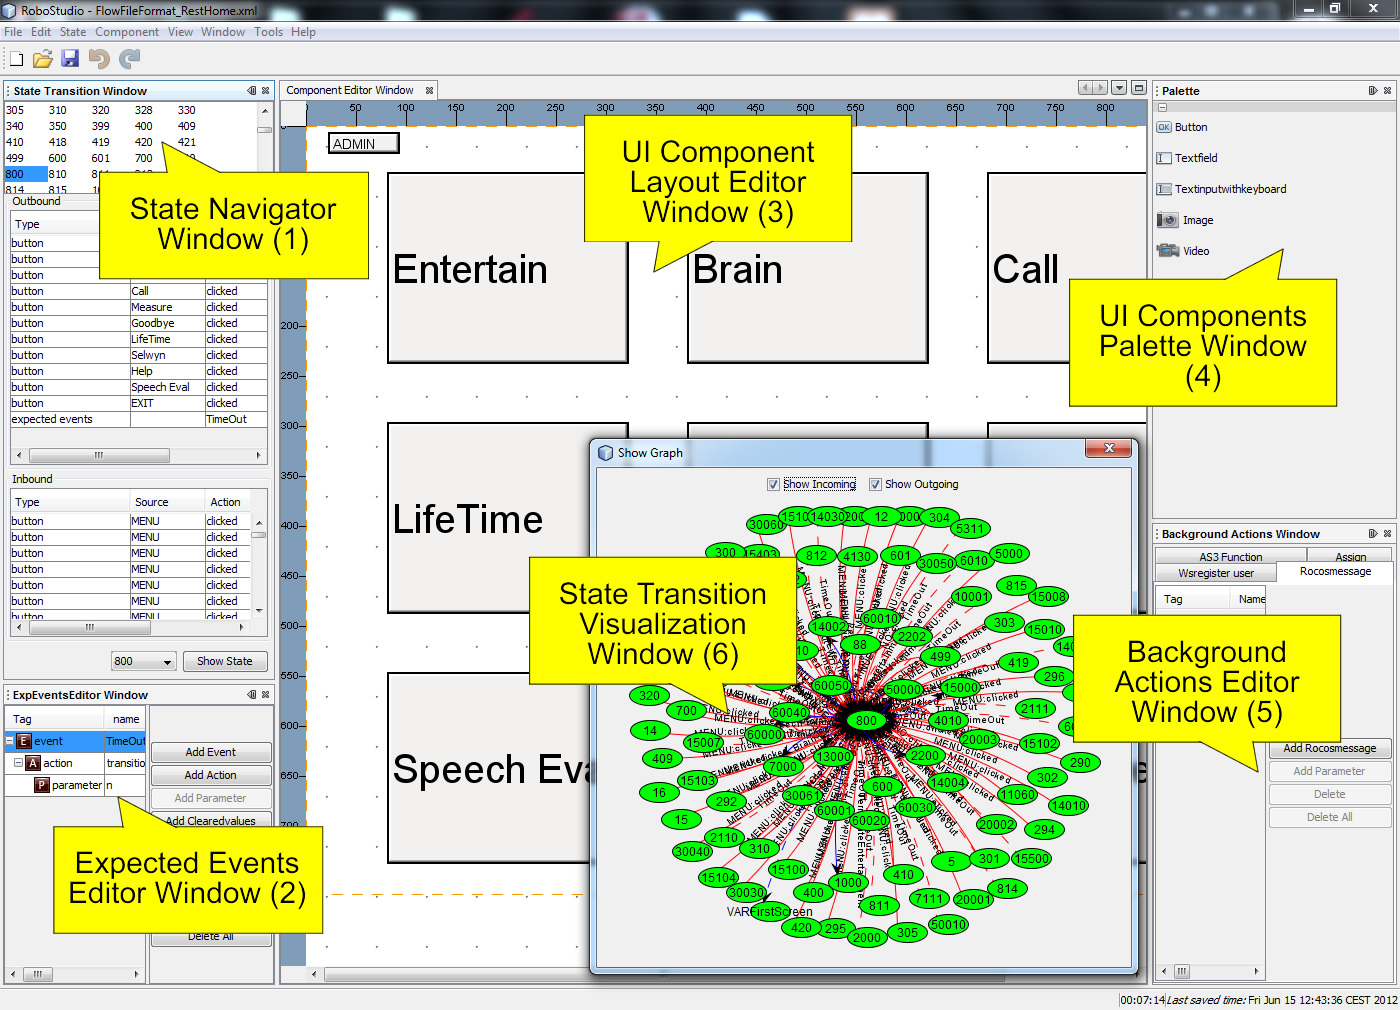 RoboStudio - FlowFileFormat_RestHome.xml
File Edit State Component View Window Tools Help
State Transition Window
305 310 320 328 330
340 350 399 400 409
410 418 419 420 421
499 600 601 700
800 810
814 815
Outbound
Type
button
button
button
button Call clicked
button Measure clicked
button Goodbye clicked
button LifeTime clicked
button Selwyn clicked
button Help clicked
button Speech Eval clicked
button EXIT clicked
expected events TimeOut
Inbound
Type Source Action
button MENU clicked
button MENU clicked
button MENU clicked
button MENU clicked
button MENU clicked
button MENU clicked
button MENU clicked
800 Show State
State Navigator
Window (1)
ExpEventsEditor Window
Tag name
E event TimeOut
A action transitio
P parameter n
Add Event
Add Action
Add Parameter
Add Clearedvalues
Delete All
Expected Events
Editor Window (2)
Component Editor Window
0 50 100 150 200 250 300 350 400 450 500 550 600 650 700 750 800
200
250
300
350
400
450
500
550
600
650
700
ADMIN
Entertain
Brain
Call
LifeTime
Speech Eva
UI Component
Layout Editor
Window (3)
Palette
OK Button
Textfield
Textinputwithkeyboard
Image
Video
UI Components
Palette Window
(4)
Show Graph
Show Incoming Show Outgoing
30060 14030 12 304 5311
300 15403 812 4130 601 30050 6010 5000
10001 815 15008
14002 60010 2202 303 15010
88 499 419 296
320 700 60050 50000 15000 2111
14 60040 800 4010
15007 60000 20003 15102
409 7000 13000 2200 290
16 15103 14004 302
292 30061 600 11060 14010
15 60001 60030
2110 60020 20002 294
30040 310 5 301 15500
15104 15100 1000 410 814
30030 400 811 7111 20001
VARFirstScreen
420 295 2000 305 50010
State Transition
Visualization
Window (6)
Background Actions Window
AS3 Function Assign
Wsregister user Rocosmessage
Tag Name
Background
Actions Editor
Window (5)
Add Rocosmessage
Add Parameter
Delete
Delete All
00:07:14 Last saved time: Fri Jun 15 12:43:36 CEST 2012